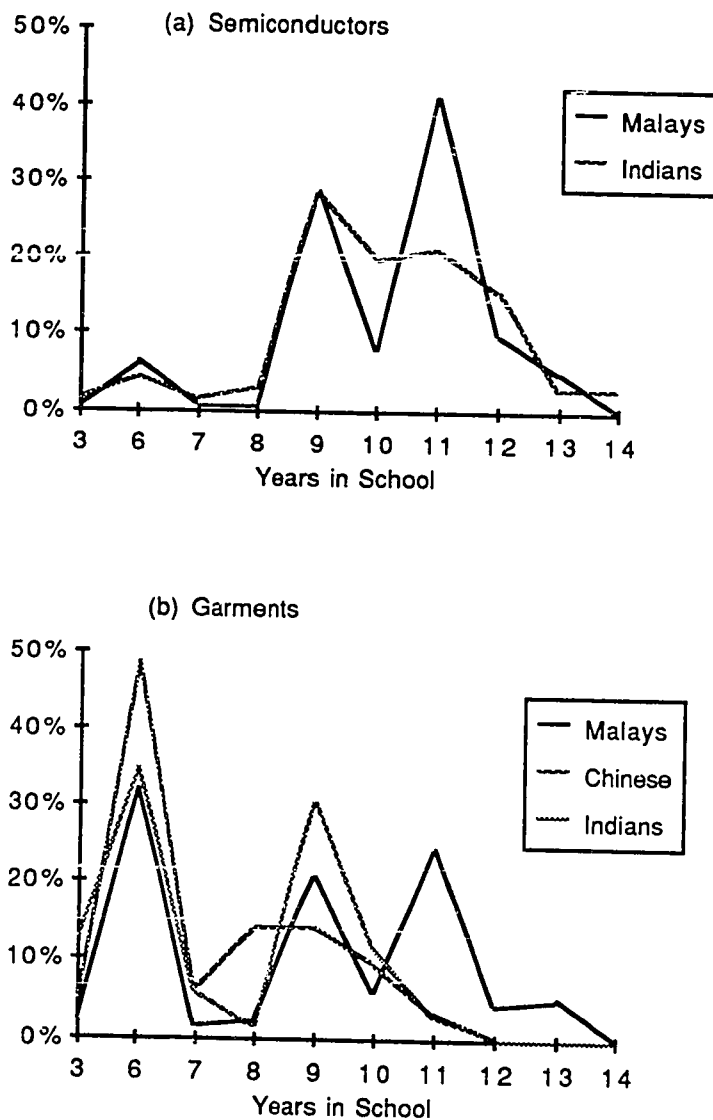 (a) Semiconductors
50%
40%
30%
20%
10%
0%
Malays
Indians
3 6 7 8 9 10 11 12 13 14
Years in School
(b) Garments
50%
40%
30%
20%
10%
0%
Malays
Chinese
Indians
3 6 7 8 9 10 11 12 13 14
Years in School